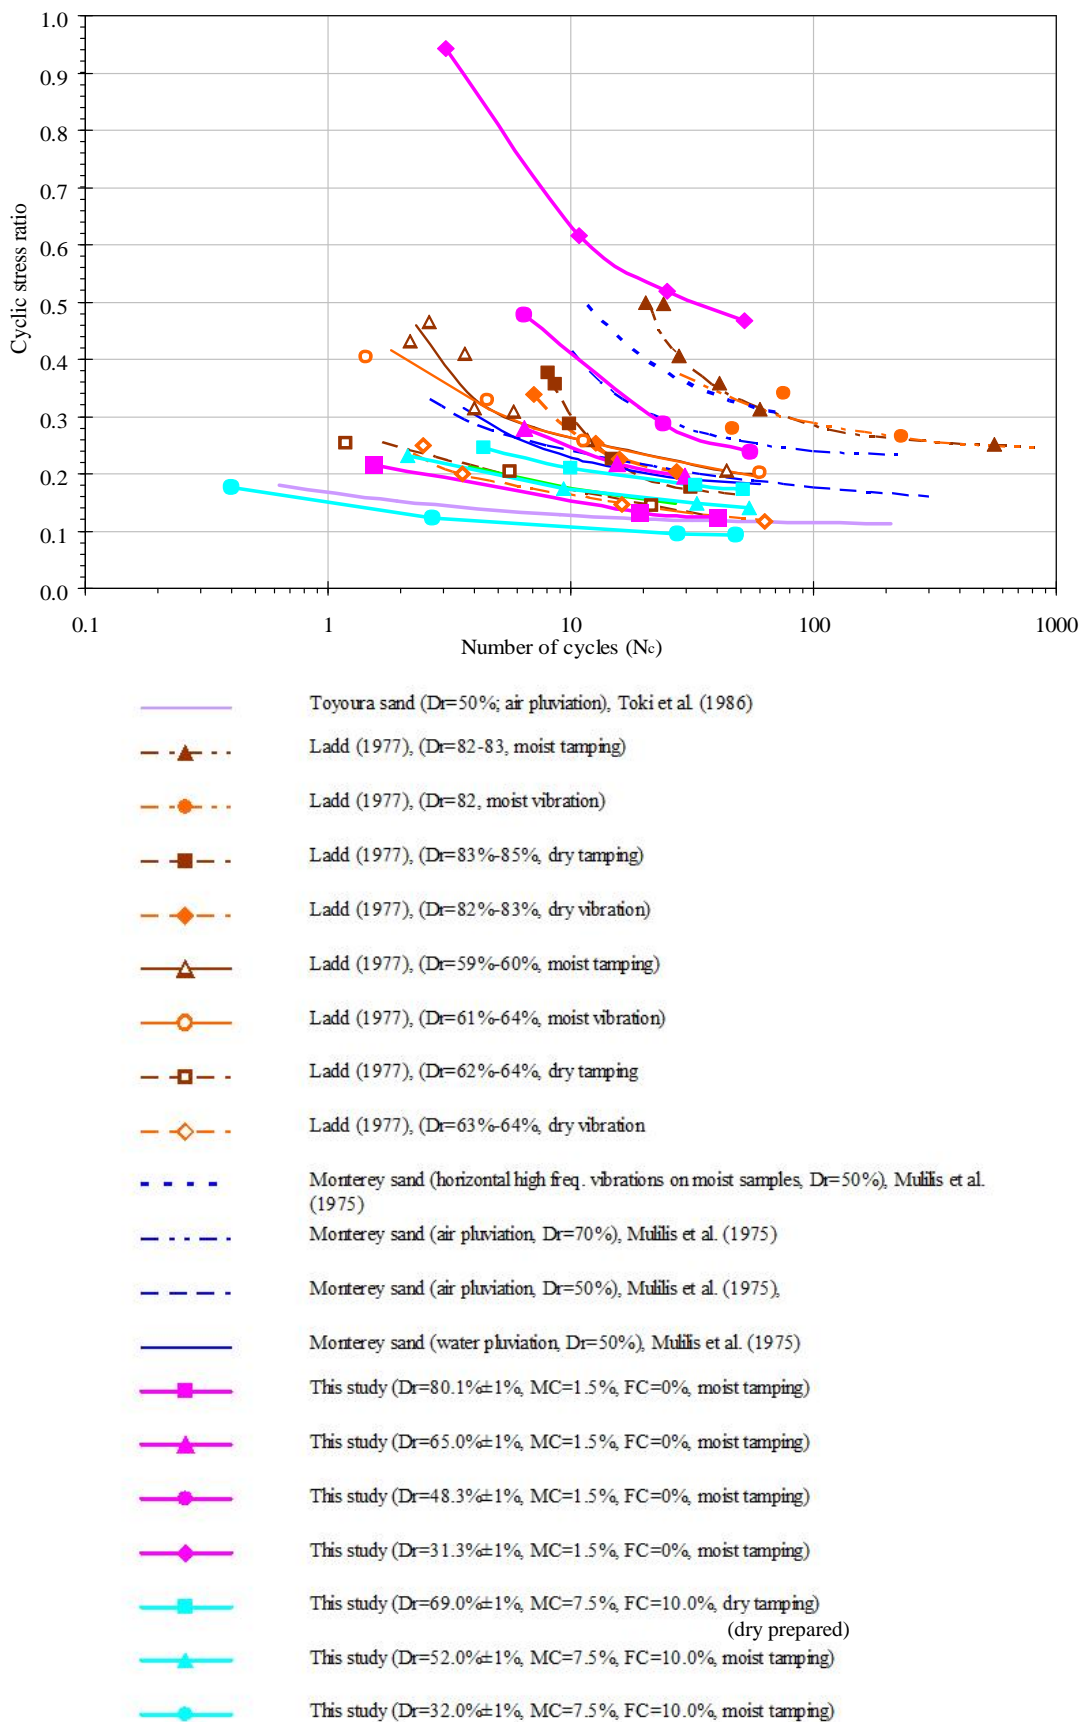 1.0
0.9
0.8
0.7
0.6
0.5
0.4
0.3
0.2
0.1
0.0
Cyclic stress ratio
0.1
1
10
100
1000
Number of cycles (Nc)
Toyoura sand (Dr=50%; air pluviation), Toki et al. (1986)
Ladd (1977), (Dr=82-83, moist tamping)
Ladd (1977), (Dr=82, moist vibration)
Ladd (1977), (Dr=83%-85%, dry tamping)
Ladd (1977), (Dr=82%-83%, dry vibration)
Ladd (1977), (Dr=59%-60%, moist tamping)
Ladd (1977), (Dr=61%-64%, moist vibration)
Ladd (1977), (Dr=62%-64%, dry tamping
Ladd (1977), (Dr=63%-64%, dry vibration
Monterey sand (horizontal high freq. vibrations on moist samples, Dr=50%), Mulilis et al.
(1975)
Monterey sand (air pluviation, Dr=70%), Mulilis et al. (1975)
Monterey sand (air pluviation, Dr=50%), Mulilis et al. (1975),
Monterey sand (water pluviation, Dr=50%), Mulilis et al. (1975)
This study (Dr=80.1%±1%, MC=1.5%, FC=0%, moist tamping)
This study (Dr=65.0%±1%, MC=1.5%, FC=0%, moist tamping)
This study (Dr=48.3%±1%, MC=1.5%, FC=0%, moist tamping)
This study (Dr=31.3%±1%, MC=1.5%, FC=0%, moist tamping)
This study (Dr=69.0%±1%, MC=7.5%, FC=10.0%, dry tamping)
(dry prepared)
This study (Dr=52.0%±1%, MC=7.5%, FC=10.0%, moist tamping)
This study (Dr=32.0%±1%, MC=7.5%, FC=10.0%, moist tamping)